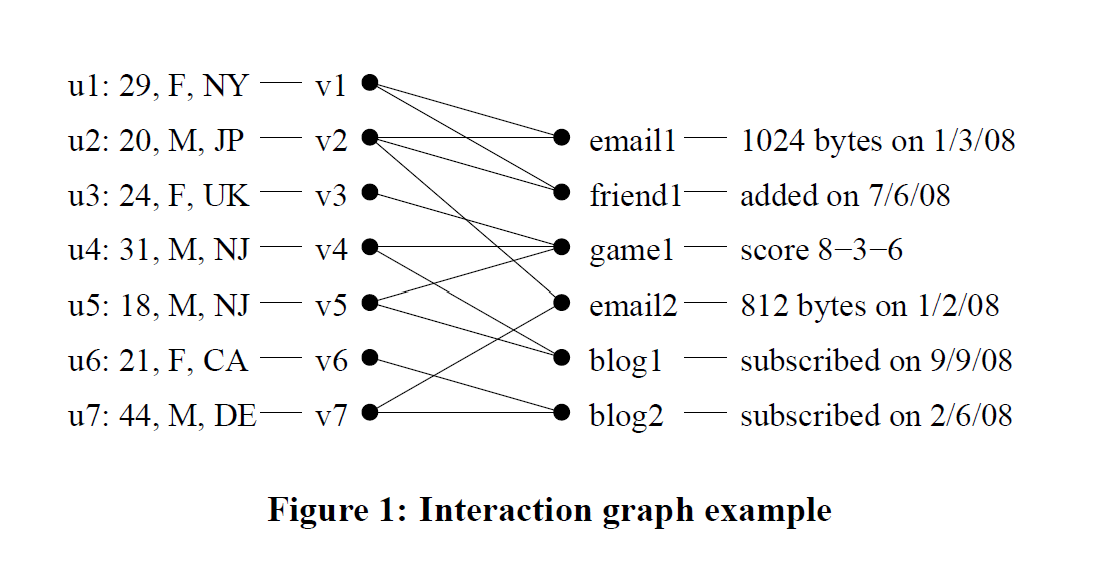 u1: 29, F, NY v1
u2: 20, M, JP v2 email1 1024 bytes on 1/3/08
u3: 24, F, UK v3 friend1 added on 7/6/08
u4: 31, M, NJ v4 game1 score 8−3−6
u5: 18, M, NJ v5 email2 812 bytes on 1/2/08
u6: 21, F, CA v6 blog1 subscribed on 9/9/08
u7: 44, M, DE v7 blog2 subscribed on 2/6/08
Figure 1: Interaction graph example